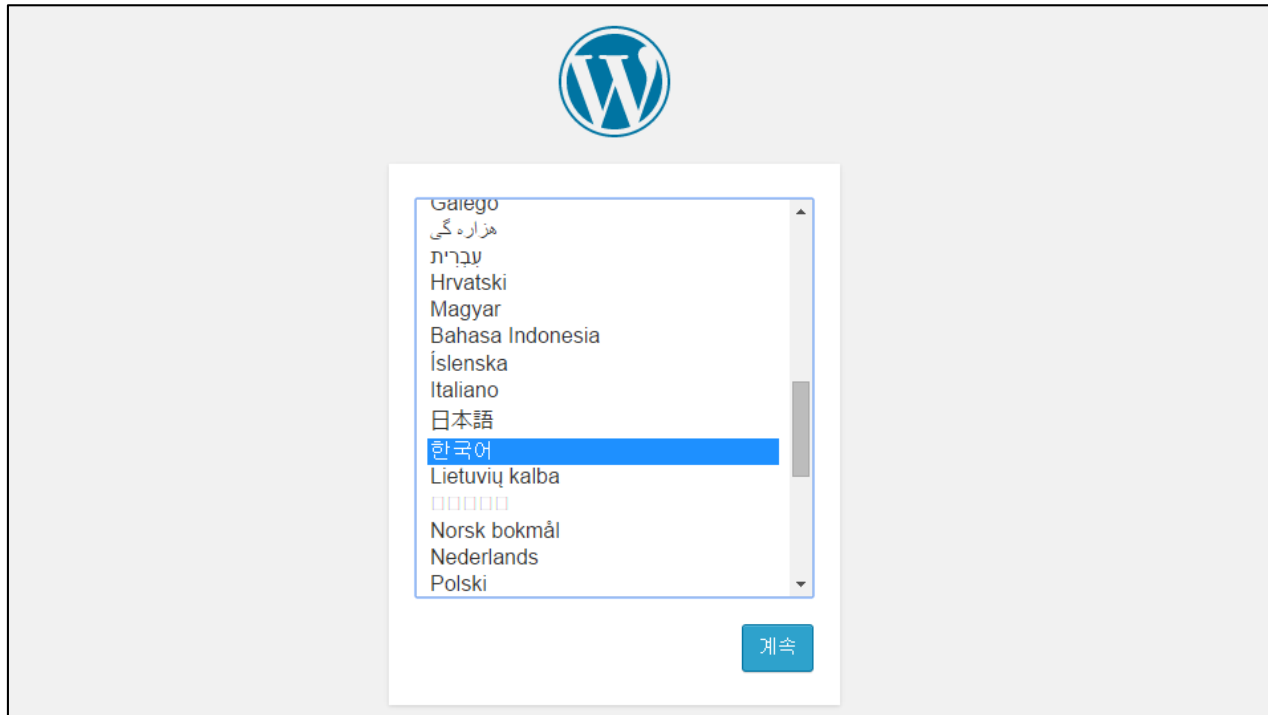 Galego
هزاره گی
עִבְרִית
Hrvatski
Magyar
Bahasa Indonesia
Íslenska
Italiano
日本語
한국어
Lietuvių kalba
Norsk bokmål
Nederlands
Polski
계속